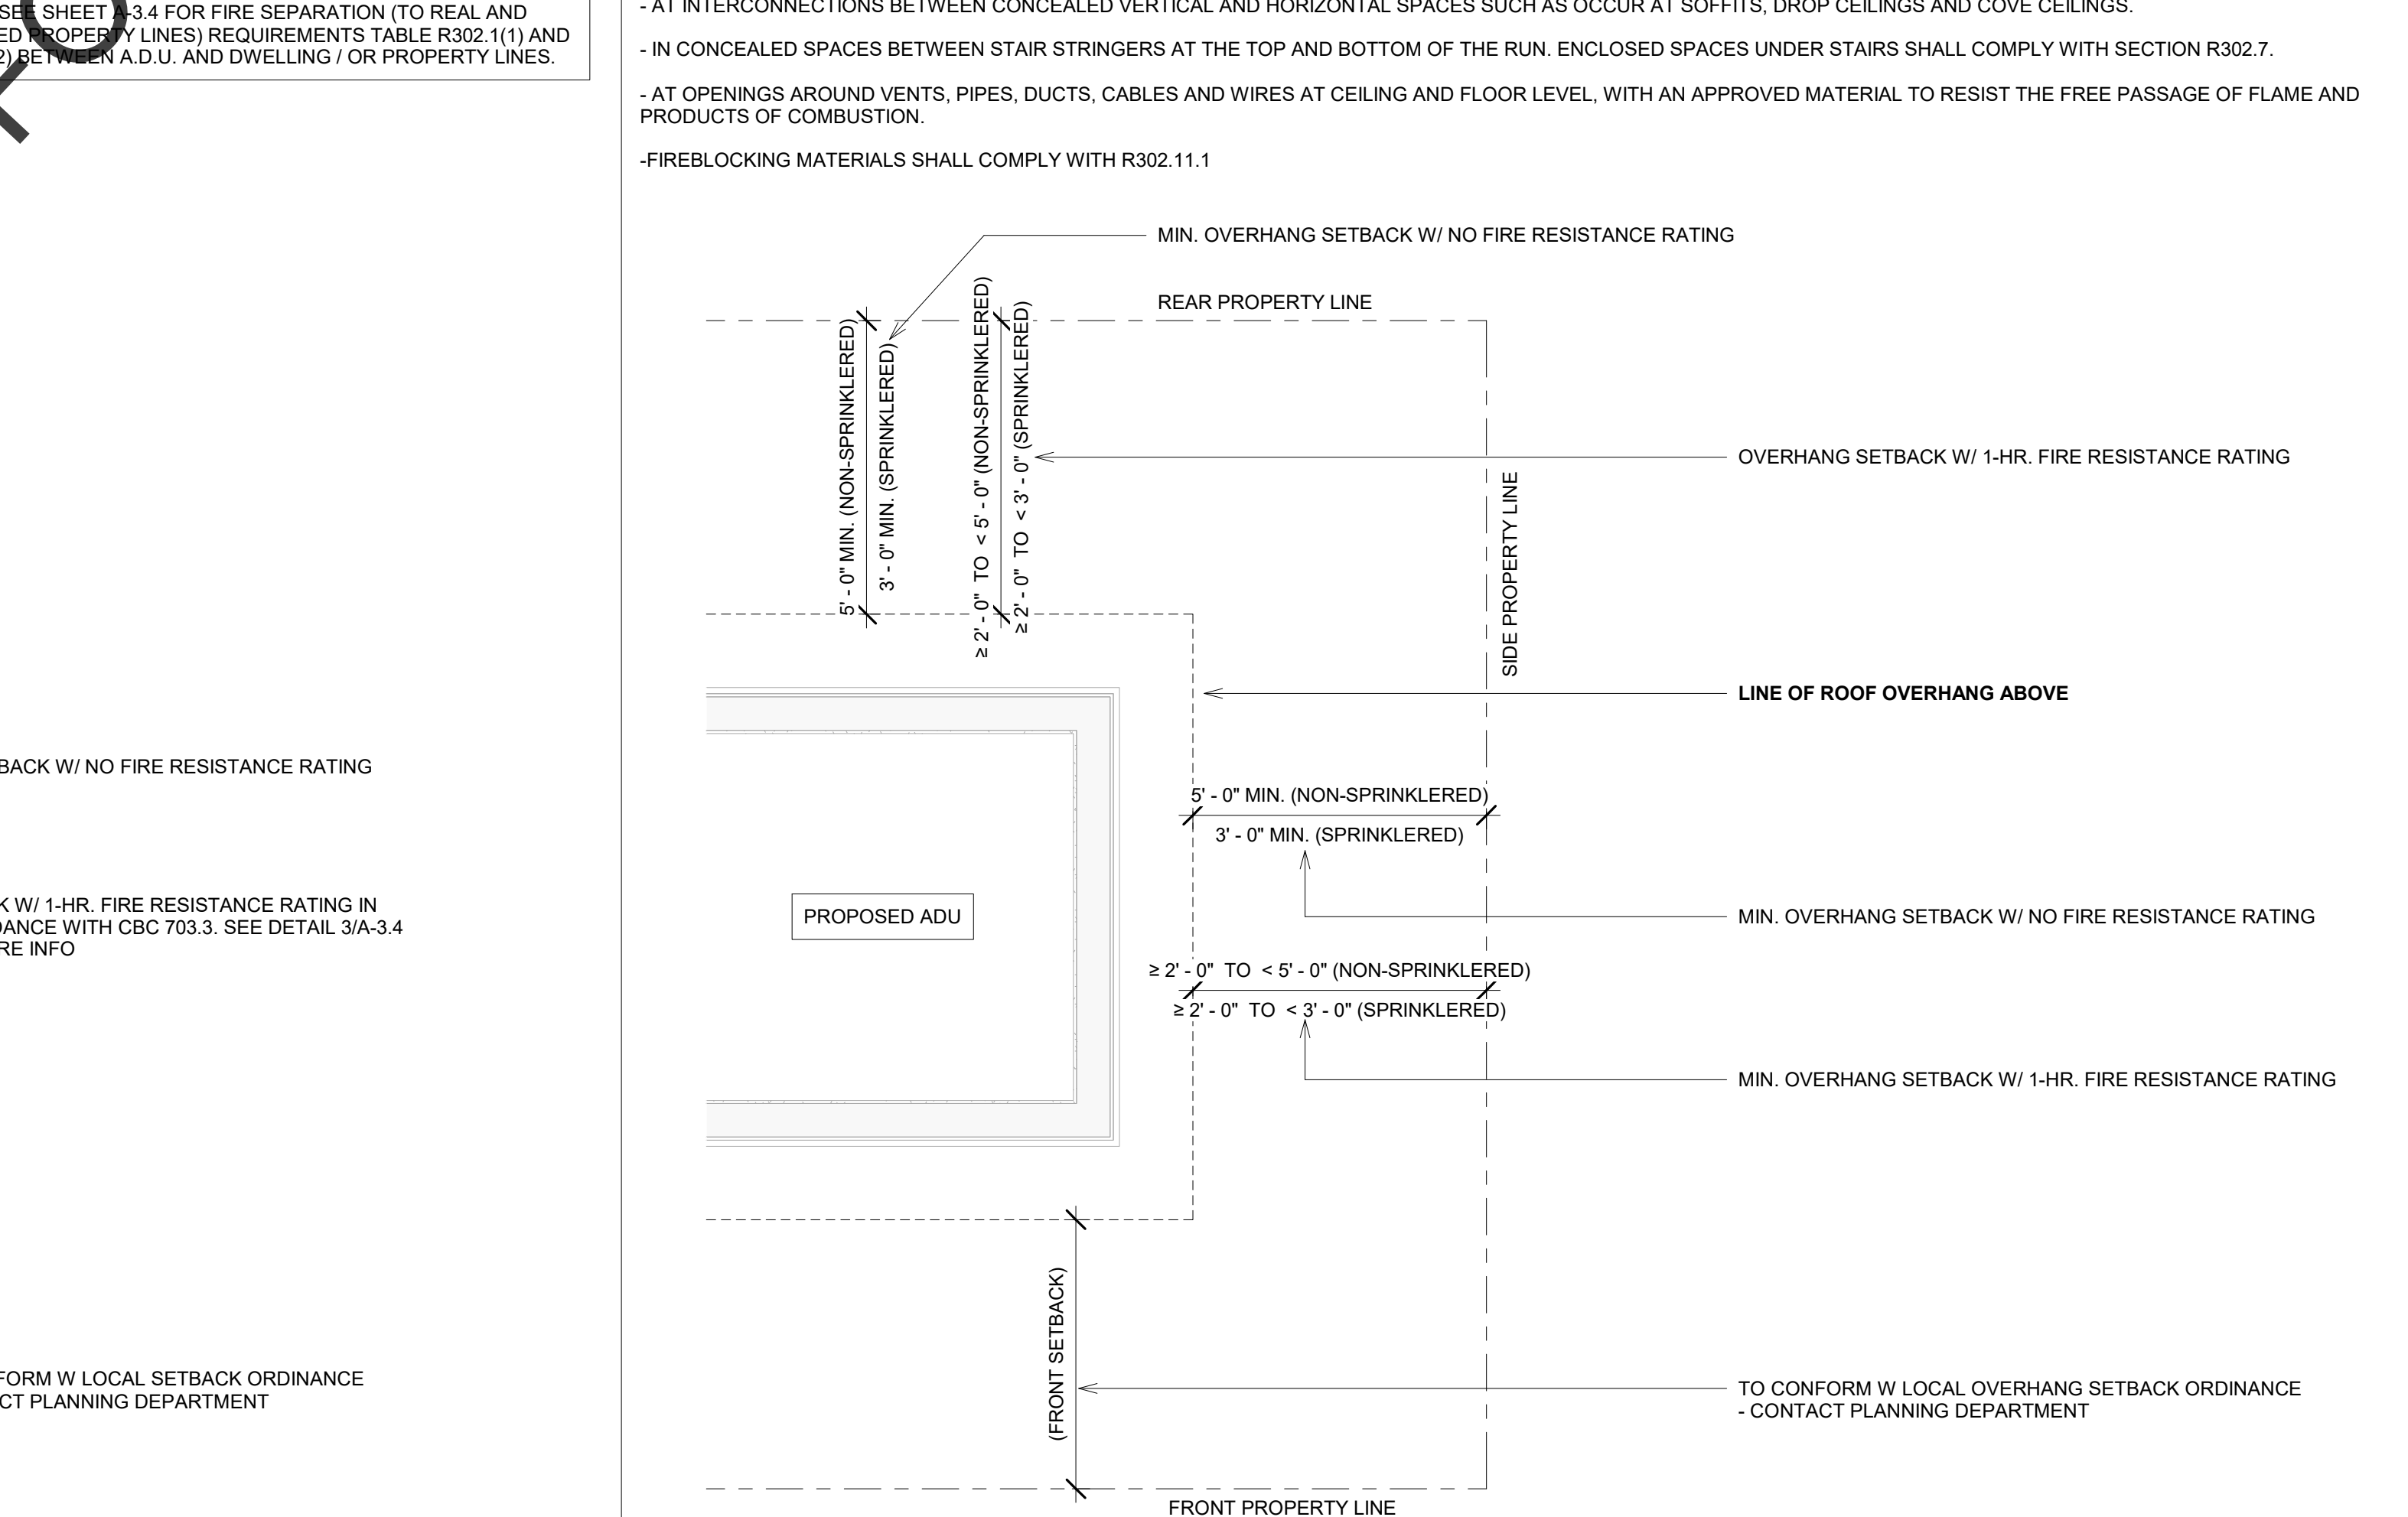 SEE SHEET A-3.4 FOR FIRE SEPARATION (TO REAL AND
ED PROPERTY LINES) REQUIREMENTS TABLE R302.1(1) AND
2) BETWEEN A.D.U. AND DWELLING / OR PROPERTY LINES.
BACK W/ NO FIRE RESISTANCE RATING
K W/ 1-HR. FIRE RESISTANCE RATING IN
DANCE WITH CBC 703.3. SEE DETAIL 3/A-3.4
RE INFO
FORM W LOCAL SETBACK ORDINANCE
CT PLANNING DEPARTMENT
- AT INTERCONNECTIONS BETWEEN CONCEALED VERTICAL AND HORIZONTAL SPACES SUCH AS OCCUR AT SOFFITS, DROP CEILINGS AND COVE CEILINGS.
- IN CONCEALED SPACES BETWEEN STAIR STRINGERS AT THE TOP AND BOTTOM OF THE RUN. ENCLOSED SPACES UNDER STAIRS SHALL COMPLY WITH SECTION R302.7.
- AT OPENINGS AROUND VENTS, PIPES, DUCTS, CABLES AND WIRES AT CEILING AND FLOOR LEVEL, WITH AN APPROVED MATERIAL TO RESIST THE FREE PASSAGE OF FLAME AND
PRODUCTS OF COMBUSTION.
-FIREBLOCKING MATERIALS SHALL COMPLY WITH R302.11.1
MIN. OVERHANG SETBACK W/ NO FIRE RESISTANCE RATING
REAR PROPERTY LINE
5' - 0" MIN. (NON-SPRINKLERED)
3' - 0" MIN. (SPRINKLERED)
≥ 2' - 0" TO < 5' - 0" (NON-SPRINKLERED)
≥ 2' - 0" TO < 3' - 0" (SPRINKLERED)
OVERHANG SETBACK W/ 1-HR. FIRE RESISTANCE RATING
SIDE PROPERTY LINE
LINE OF ROOF OVERHANG ABOVE
5' - 0" MIN. (NON-SPRINKLERED)
3' - 0" MIN. (SPRINKLERED)
PROPOSED ADU
MIN. OVERHANG SETBACK W/ NO FIRE RESISTANCE RATING
≥ 2' - 0" TO < 5' - 0" (NON-SPRINKLERED)
≥ 2' - 0" TO < 3' - 0" (SPRINKLERED)
MIN. OVERHANG SETBACK W/ 1-HR. FIRE RESISTANCE RATING
(FRONT SETBACK)
TO CONFORM W LOCAL OVERHANG SETBACK ORDINANCE
- CONTACT PLANNING DEPARTMENT
FRONT PROPERTY LINE